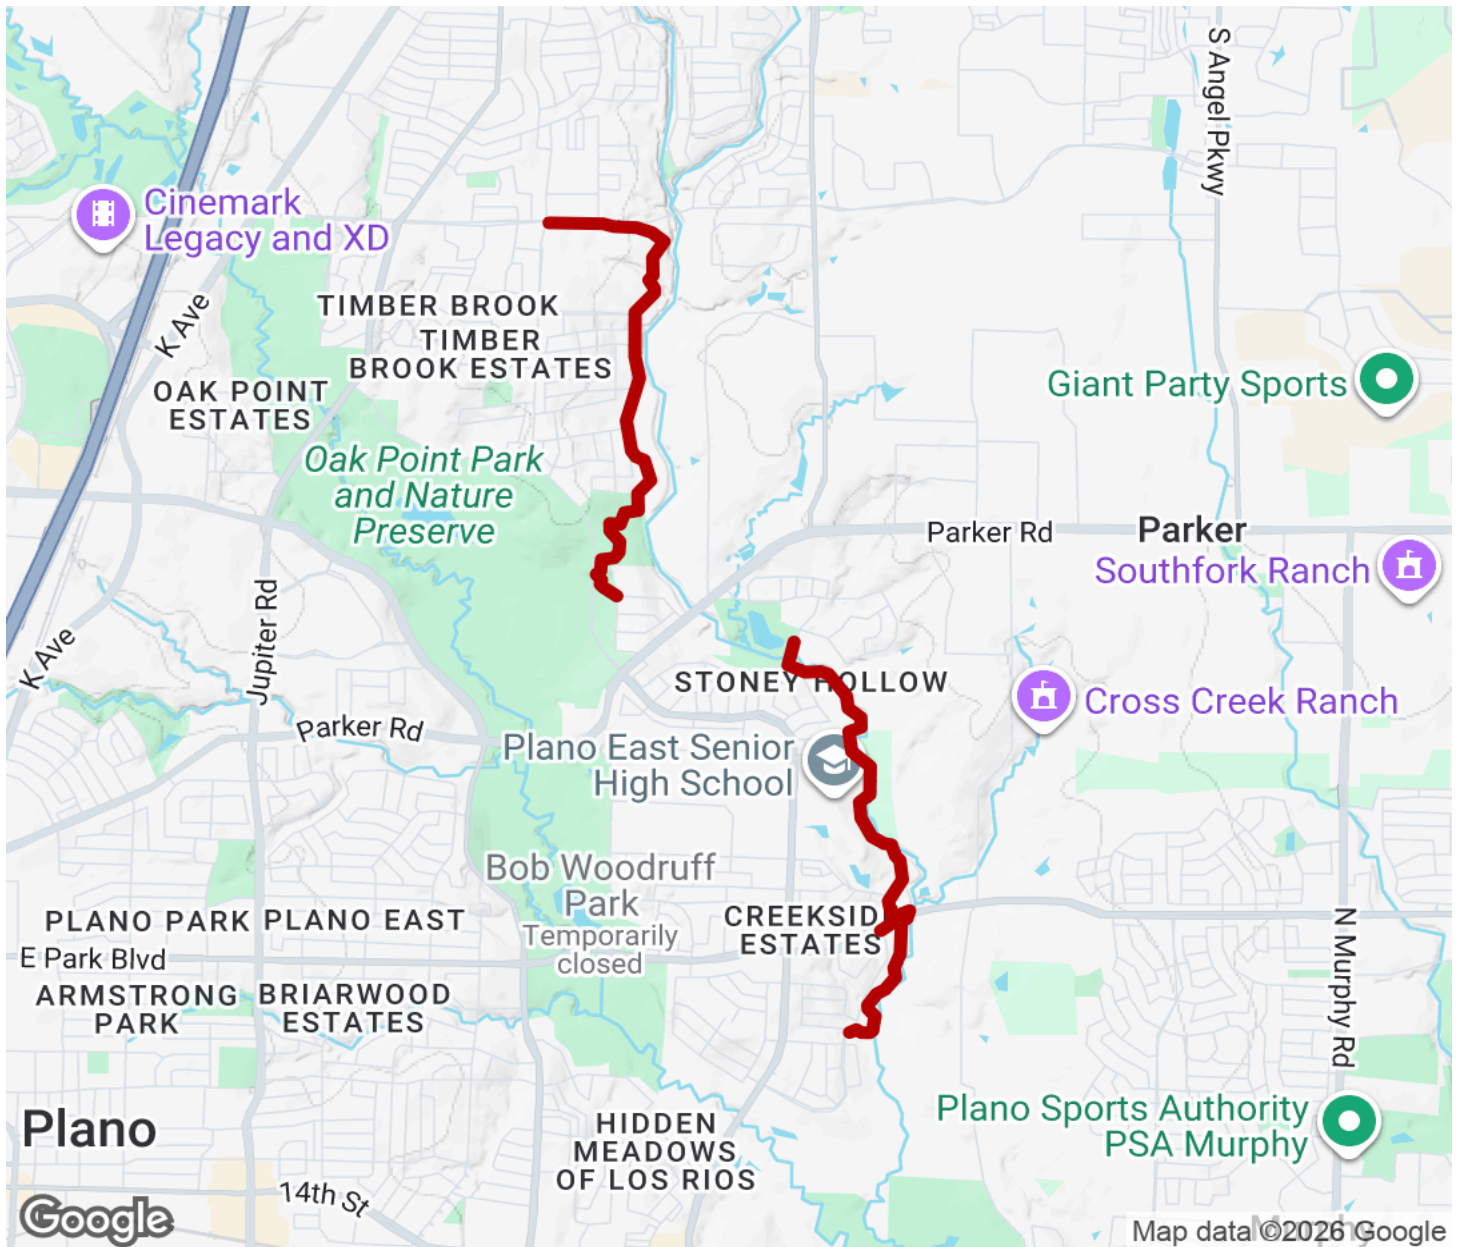 S Angel Pkwy
Cinemark
Legacy and XD
K Ave
TIMBER BROOK
TIMBER
BROOK ESTATES
OAK POINT
ESTATES
Giant Party Sports
Oak Point Park
and Nature
Preserve
Parker Rd
Parker
Southfork Ranch
Jupiter Rd
K Ave
STONEY HOLLOW
Cross Creek Ranch
Parker Rd
Plano East Senior
High School
Bob Woodruff
Park
Temporarily
closed
CREEKSIDE
ESTATES
PLANO PARK
PLANO EAST
E Park Blvd
ARMSTRONG
PARK
BRIARWOOD
ESTATES
N Murphy Rd
Plano
HIDDEN
MEADOWS
OF LOS RIOS
Plano Sports Authority
PSA Murphy
14th St
Google
Murphy
Map data ©2026 Google